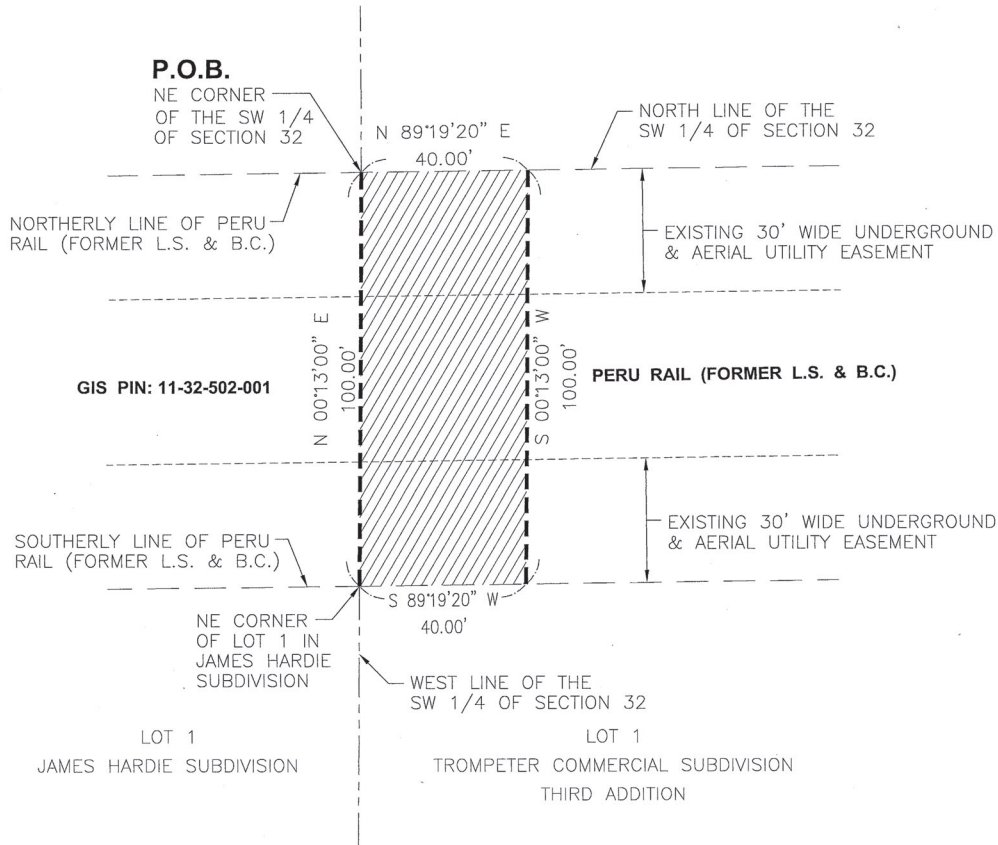 P.O.B.
NE CORNER
OF THE SW 1/4
OF SECTION 32
N 89°19'20" E
40.00'
NORTH LINE OF THE
SW 1/4 OF SECTION 32
NORTHERLY LINE OF PERU
RAIL (FORMER L.S. & B.C.)
EXISTING 30' WIDE UNDERGROUND
& AERIAL UTILITY EASEMENT
GIS PIN: 11-32-502-001
N 00°13'00" E
100.00'
S 00°13'00" W
100.00'
PERU RAIL (FORMER L.S. & B.C.)
SOUTHERLY LINE OF PERU
RAIL (FORMER L.S. & B.C.)
EXISTING 30' WIDE UNDERGROUND
& AERIAL UTILITY EASEMENT
S 89°19'20" W
40.00'
NE CORNER
OF LOT 1 IN
JAMES HARDIE
SUBDIVISION
WEST LINE OF THE
SW 1/4 OF SECTION 32
LOT 1
JAMES HARDIE SUBDIVISION
LOT 1
TROMPETER COMMERCIAL SUBDIVISION
THIRD ADDITION